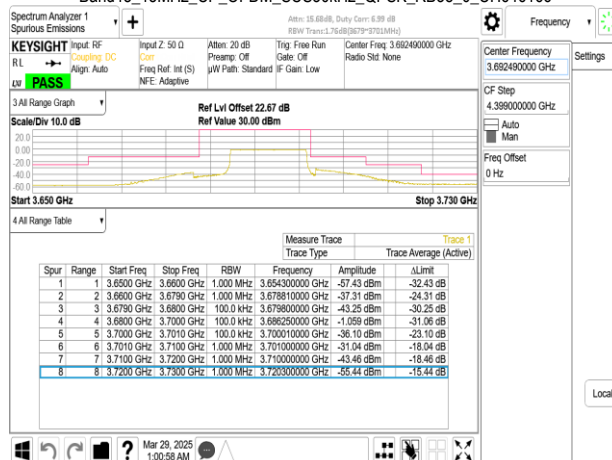 Spectrum Analyzer 1
Spurious Emissions
Attn: 15.68dB, Duty Corr: 6.99 dB
RBW Trans:1.76dB(3679~3701MHz)
Frequency
Settings
KEYSIGHT
RL
PASS
Input: RF
Coupling: DC
Align: Auto
Input Z: 50 Ω
Corr
Freq Ref: Int (S)
NFE: Adaptive
Atten: 20 dB
Preamp: Off
µW Path: Standard
Trig: Free Run
Gate: Off
IF Gain: Low
Center Freq: 3.692490000 GHz
Radio Std: None
Center Frequency
3.692490000 GHz
CF Step
4.399000000 GHz
Auto
Man
Freq Offset
0 Hz
3 All Range Graph
Scale/Div 10.0 dB
Ref Lvl Offset 22.67 dB
Ref Value 30.00 dBm
20.0
0.00
-20.0
-40.0
-60.0
Start 3.650 GHz
Stop 3.730 GHz
4 All Range Table
Measure Trace Trace 1
Trace Type Trace Average (Active)
Spur Range Start Freq Stop Freq RBW Frequency Amplitude ΔLimit
1 1 3.6500 GHz 3.6600 GHz 1.000 MHz 3.654300000 GHz -57.43 dBm -32.43 dB
2 2 3.6600 GHz 3.6790 GHz 1.000 MHz 3.678810000 GHz -37.31 dBm -24.31 dB
3 3 3.6790 GHz 3.6800 GHz 100.0 kHz 3.679800000 GHz -43.25 dBm -30.25 dB
4 4 3.6800 GHz 3.7000 GHz 100.0 kHz 3.686250000 GHz -1.059 dBm -31.06 dB
5 5 3.7000 GHz 3.7010 GHz 100.0 kHz 3.700010000 GHz -36.10 dBm -23.10 dB
6 6 3.7010 GHz 3.7100 GHz 1.000 MHz 3.701000000 GHz -31.04 dBm -18.04 dB
7 7 3.7100 GHz 3.7200 GHz 1.000 MHz 3.710000000 GHz -43.46 dBm -18.46 dB
8 8 3.7200 GHz 3.7300 GHz 1.000 MHz 3.720300000 GHz -55.44 dBm -15.44 dB
Local
Mar 29, 2025
1:00:58 AM